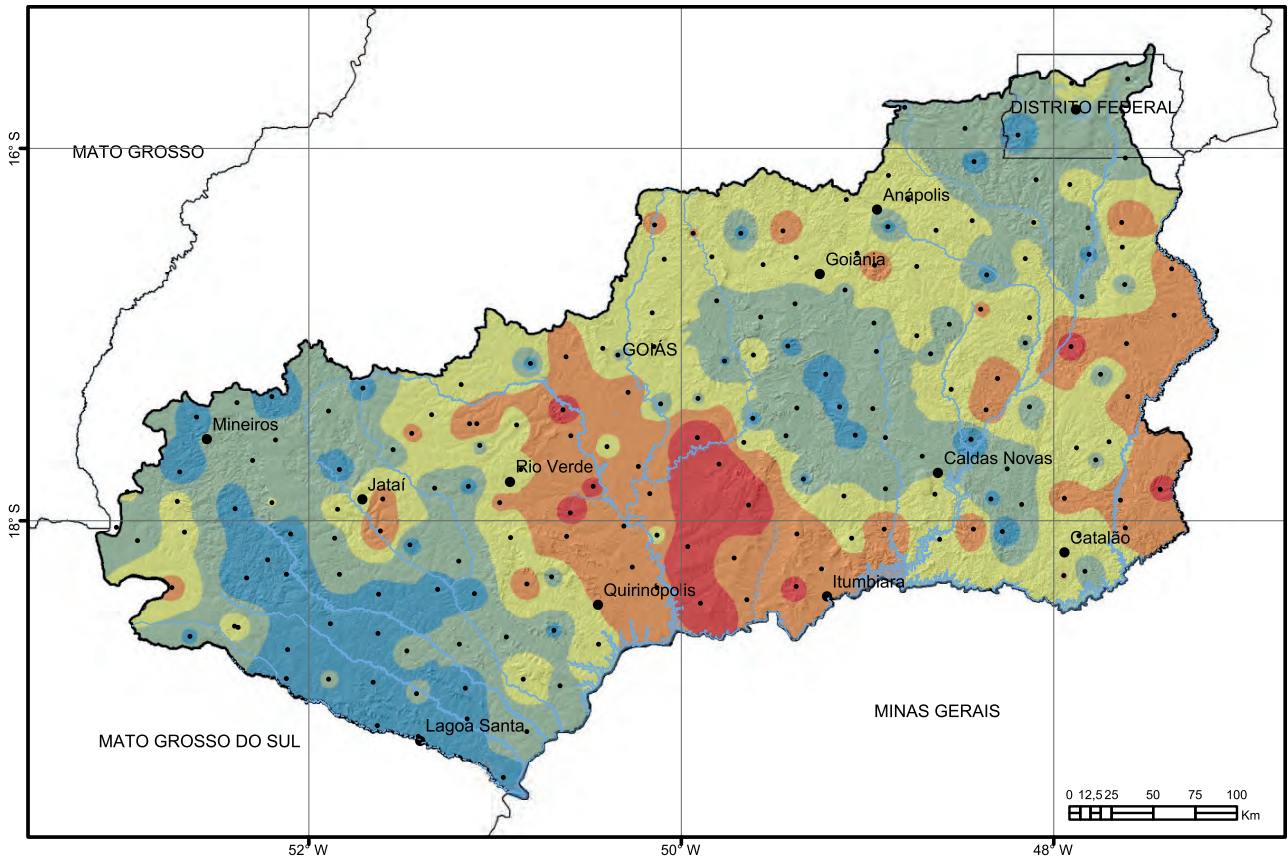 DISTRITO FEDERAL
16° S
MATO GROSSO
Anápolis
Goiânia
GOIÁS
Mineiros
Caldas Novas
Rio Verde
Jataí
18° S
Catalão
Itumbiara
Quirinópolis
MINAS GERAIS
Lagoa Santa
MATO GROSSO DO SUL
0 12,5 25 50 75 100
Km
52° W 50° W 48° W